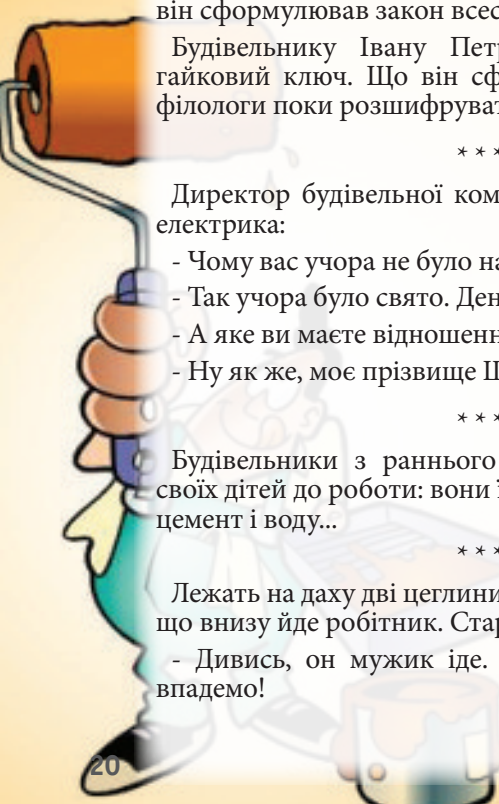 він сформулював закон всес
Будівельнику Івану Петр
гайковий ключ. Що він сф
філологи поки розшифруват
* * *
Директор будівельної ком
електрика:
- Чому вас учора не було на
- Так учора було свято. Ден
- А яке ви маєте відношенн
- Ну як же, моє прізвище Ш
* * *
Будівельники з раннього
своїх дітей до роботи: вони ї
цемент і воду...
* * *
Лежать на даху дві цеглини
що внизу йде робітник. Стар
- Дивись, он мужик іде.
впадемо!
20